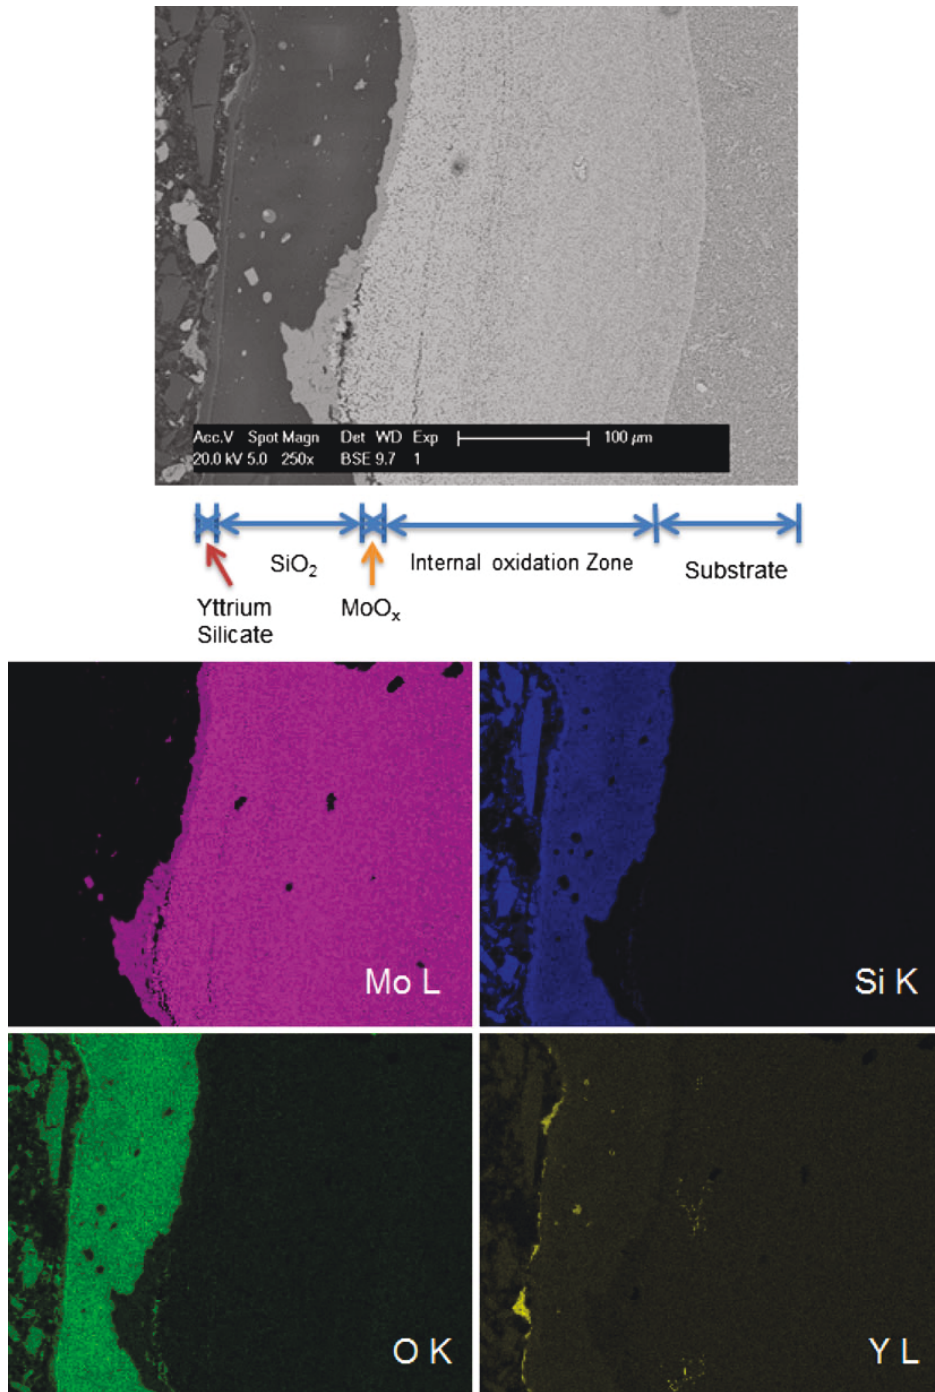 Acc.V Spot Magn Det WD Exp 100 µm
20.0 kV 5.0 250x BSE 9.7 1
SiO₂ Internal oxidation Zone Substrate
Yttrium MoOₓ
Silicate
Mo L Si K
O K Y L